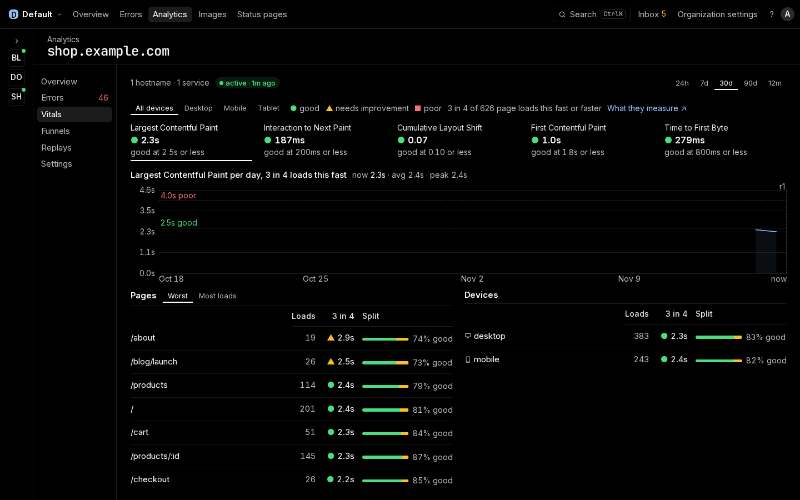 Default Overview Errors Analytics Images Status pages Search CtrlK Inbox 5 Organization settings ? A
Analytics
shop.example.com
BL
DO
SH
Overview
Errors 46
Vitals
Funnels
Replays
Settings
1 hostname · 1 service active · 1m ago 24h 7d 30d 90d 12m
All devices Desktop Mobile Tablet good needs improvement poor 3 in 4 of 626 page loads this fast or faster What they measure ↗
Largest Contentful Paint Interaction to Next Paint Cumulative Layout Shift First Contentful Paint Time to First Byte
2.3s 187ms 0.07 1.0s 279ms
good at 2.5s or less good at 200ms or less good at 0.10 or less good at 1.8s or less good at 800ms or less
Largest Contentful Paint per day, 3 in 4 loads this fast now 2.3s · avg 2.4s · peak 2.4s
r1
4.5s
4.0s poor
3.5s
2.5s good
2.3s
1.1s
0.0s
Oct 18 Oct 25 Nov 2 Nov 9 now
Pages Worst Most loads
Loads 3 in 4 Split
/about 19 2.9s 74% good
/blog/launch 26 2.5s 73% good
/products 114 2.4s 79% good
/ 201 2.4s 81% good
/cart 51 2.3s 84% good
/products/:id 145 2.3s 87% good
/checkout 26 2.2s 85% good
Devices
Loads 3 in 4 Split
desktop 383 2.3s 83% good
mobile 243 2.4s 82% good